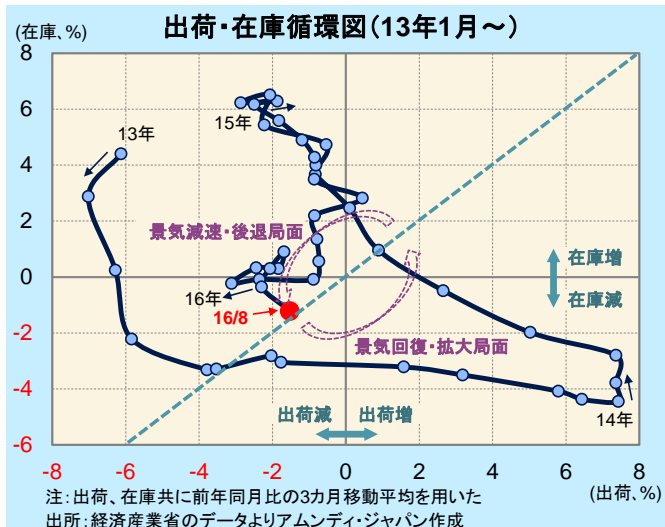 出荷・在庫循環図(13年1月～)
(在庫、%)
8
6
4
2
0
-2
-4
-6
13年
15年
景気減速・後退局面
在庫増
在庫減
16年
16/8
景気回復・拡大局面
出荷減 出荷増
14年
-8 -6 -4 -2 0 2 4 6 8
(出荷、%)
注：出荷、在庫共に前年同月比の3カ月移動平均を用いた
出所：経済産業省のデータよりアムンディ・ジャパン作成